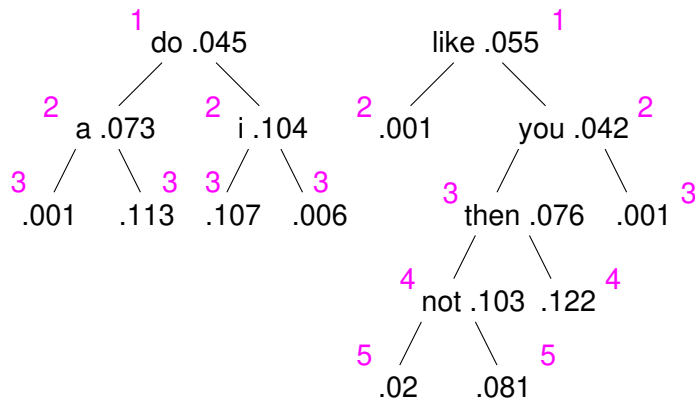 1 do .045 like .055 1
2 a .073 2 i .104 2 .001 you .042 2
3 .001 3 .113 3 .107 3 .006 3 then .076 .001 3
4 not .103 .122 4
5 .02 .081 5